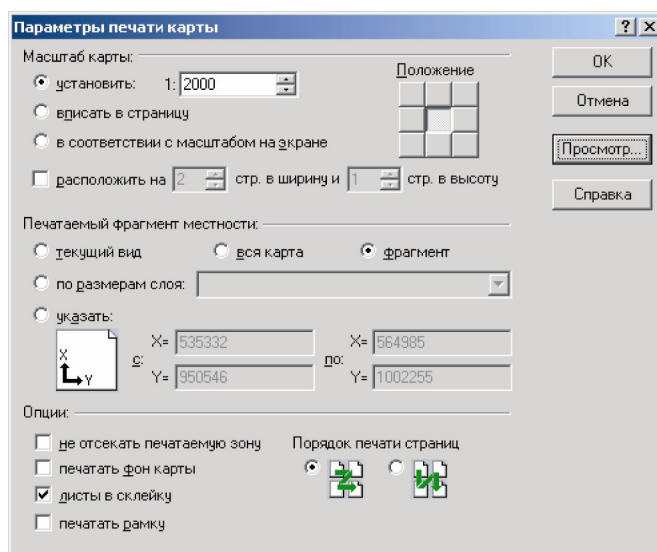 Параметры печати карты
Масштаб карты:
установить: 1: 2000
Положение
вписать в страницу
в соответствии с масштабом на экране
расположить на 2 стр. в ширину и 1 стр. в высоту
OK
Отмена
Просмотр...
Справка
Печатаемый фрагмент местности:
текущий вид вся карта фрагмент
по размерам слоя:
указать:
X
Y
с:
X= 535332
Y= 950546
по:
X= 564985
Y= 1002255
Опции:
не отсекать печатаемую зону
печатать фон карты
листы в склейку
печатать рамку
Порядок печати страниц